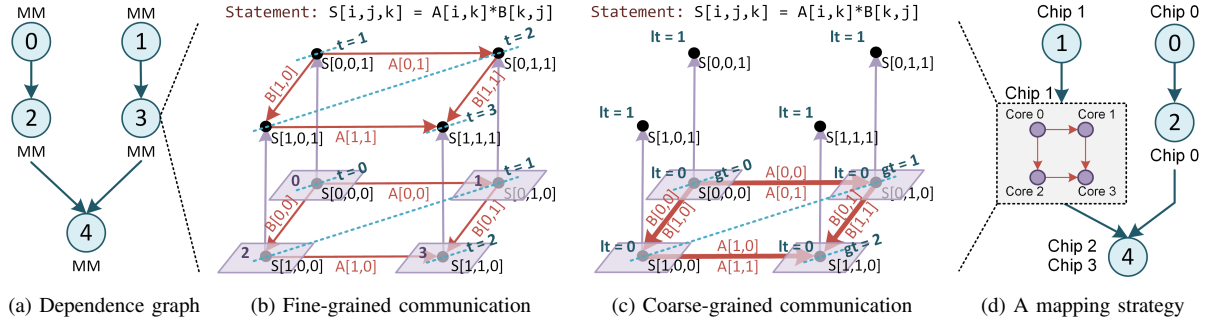 MM
MM
0
1
2
3
MM
MM
4
MM
(a) Dependence graph
Statement: S[i,j,k] = A[i,k]*B[k,j]
t = 1
t = 2
S[0,0,1]
A[0,1]
S[0,1,1]
B[1,0]
B[1,1]
t = 3
S[1,0,1]
A[1,1]
S[1,1,1]
t = 0
t = 1
0
1
S[0,0,0]
A[0,0]
S[0,1,0]
B[0,0]
B[0,1]
2
3
t = 2
S[1,0,0]
A[1,0]
S[1,1,0]
(b) Fine-grained communication
Statement: S[i,j,k] = A[i,k]*B[k,j]
lt = 1
lt = 1
S[0,0,1]
S[0,1,1]
lt = 1
lt = 1
S[1,0,1]
S[1,1,1]
lt = 0
gt = 0
A[0,0]
lt = 0
gt = 1
S[0,0,0]
A[0,1]
S[0,1,0]
B[0,0]
B[1,0]
B[0,1]
B[1,1]
lt = 0
A[1,0]
lt = 0
gt = 2
S[1,0,0]
A[1,1]
S[1,1,0]
(c) Coarse-grained communication
Chip 1
Chip 0
1
0
Chip 1
Core 0
Core 1
2
Core 2
Core 3
Chip 0
Chip 2
Chip 3
4
(d) A mapping strategy